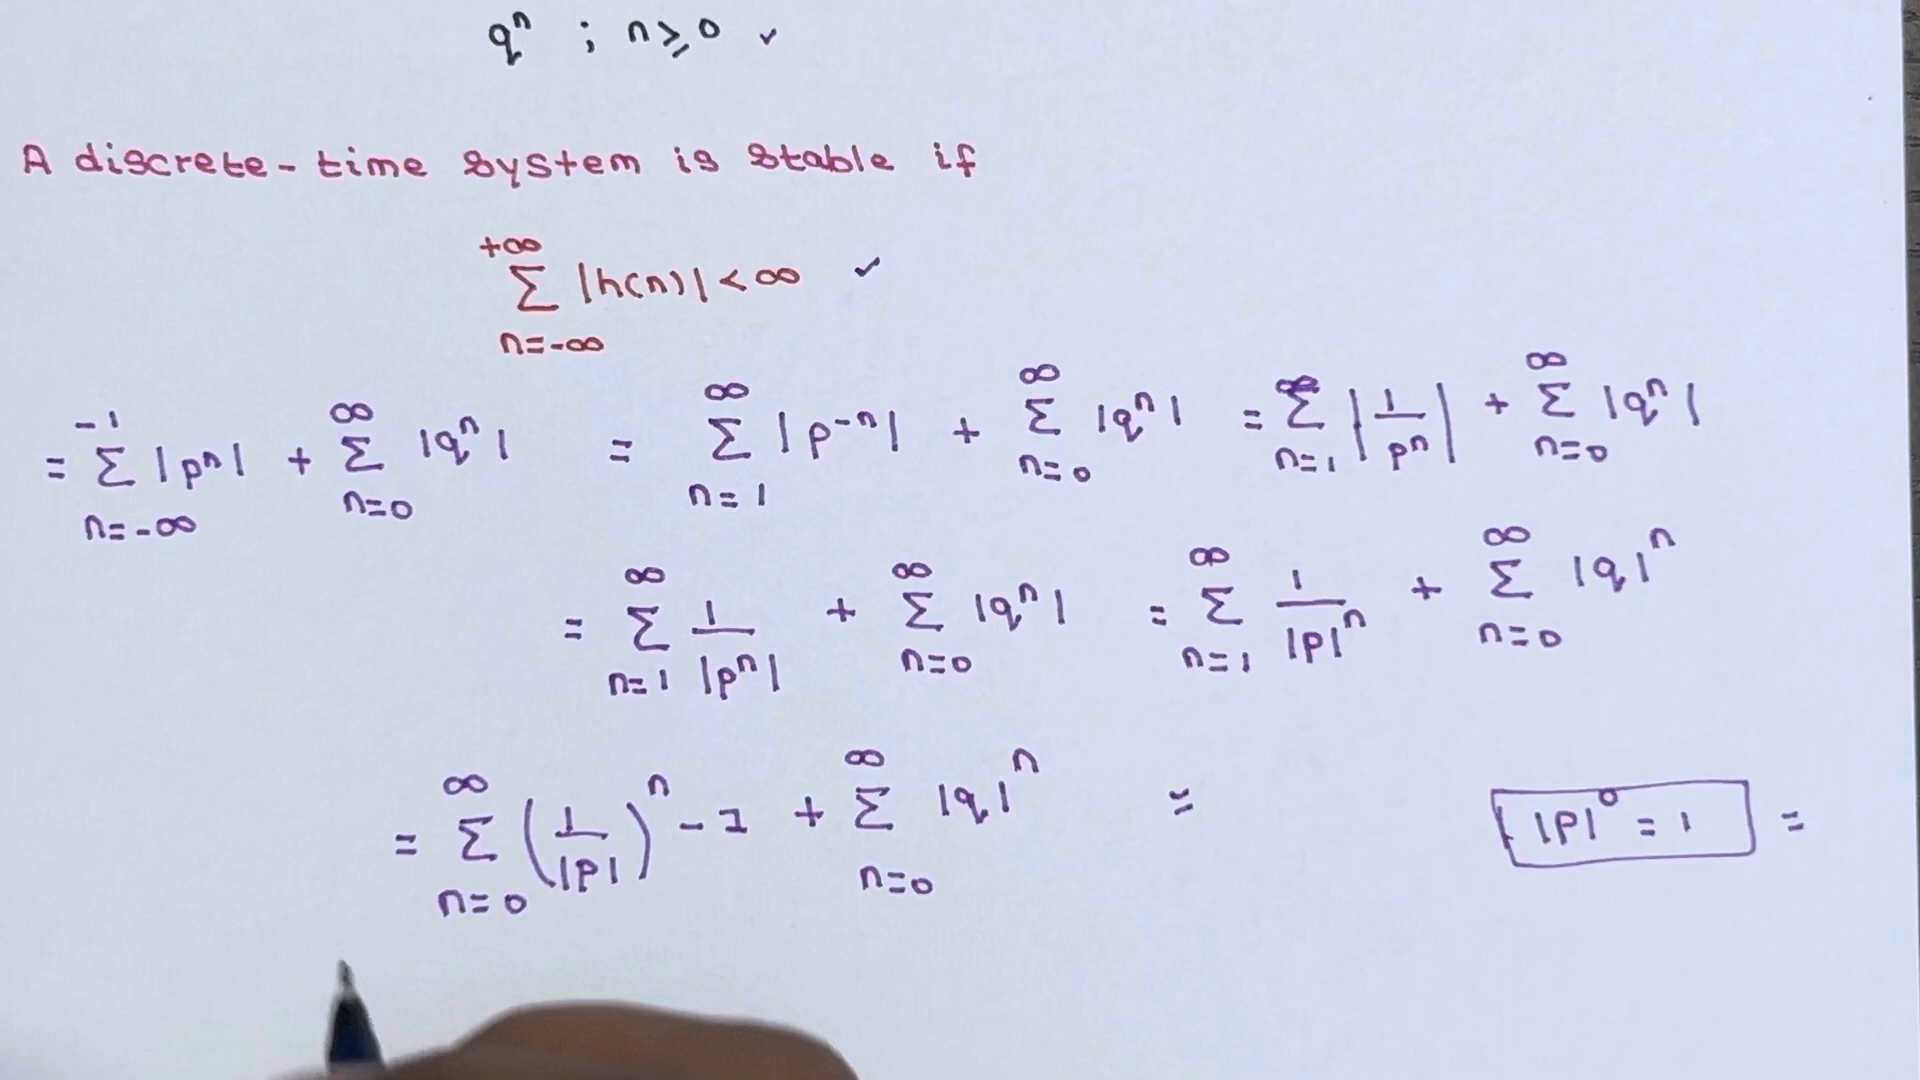 qⁿ ; n≥0 ✓
A discrete-time system is stable if
+∞
Σ |h(n)| < ∞ ✓
n=-∞
= Σ_{n=-∞}^{-1} |pⁿ| + Σ_{n=0}^{∞} |qⁿ| = Σ_{n=1}^{∞} |p⁻ⁿ| + Σ_{n=0}^{∞} |qⁿ| = Σ_{n=1}^{∞} |1/pⁿ| + Σ_{n=0}^{∞} |qⁿ|
= Σ_{n=1}^{∞} 1/|pⁿ| + Σ_{n=0}^{∞} |qⁿ| = Σ_{n=1}^{∞} 1/|p|ⁿ + Σ_{n=0}^{∞} |q|ⁿ
= Σ_{n=0}^{∞} (1/|p|)ⁿ - 1 + Σ_{n=0}^{∞} |q|ⁿ = |p|⁰ = 1 =